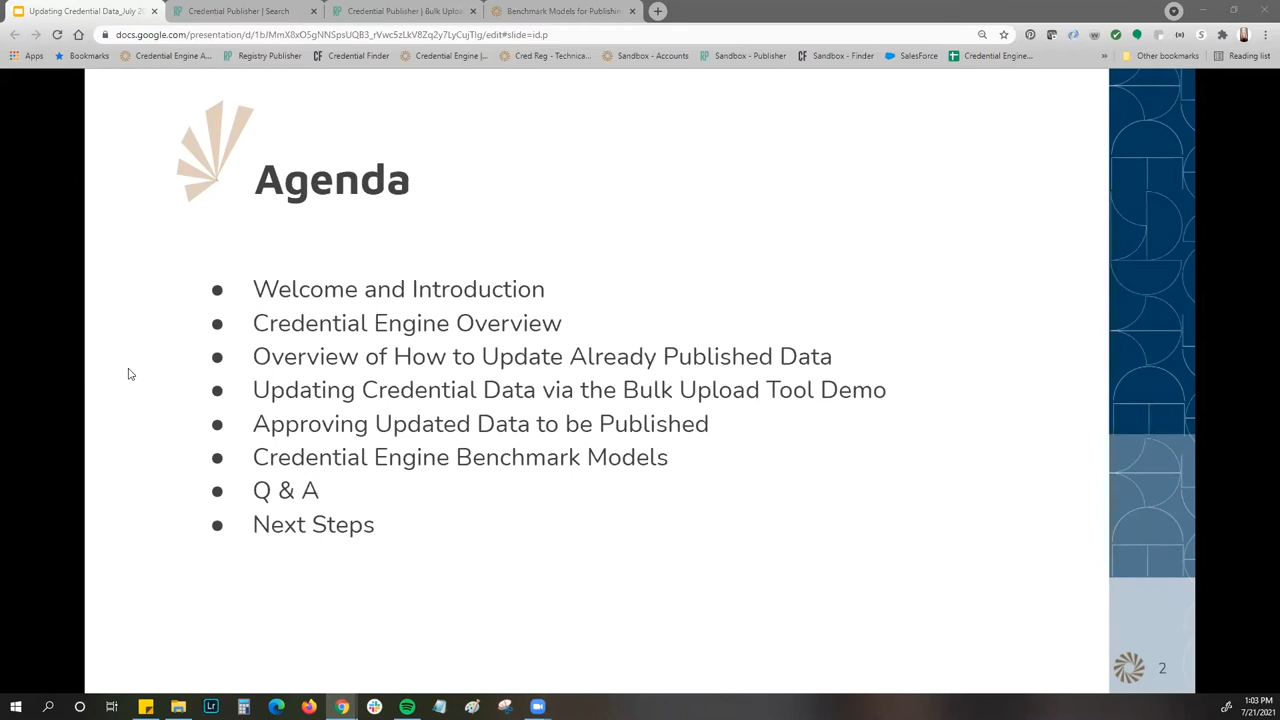 Updating Credential Data_July 2
Credential Publisher | Search
Credential Publisher | Bulk Uploa
Benchmark Models for Publishin
docs.google.com/presentation/d/1bJMmX8xO5gNNSpsUQB3_rVwc5zLkV8Zq2y7LyCujTlg/edit#slide=id.p
Apps
Bookmarks
Credential Engine A...
Registry Publisher
Credential Finder
Credential Engine |...
Cred Reg - Technica...
Sandbox - Accounts
Sandbox - Publisher
Sandbox - Finder
SalesForce
Credential Engine...
Other bookmarks
Reading list
Agenda
● Welcome and Introduction
● Credential Engine Overview
● Overview of How to Update Already Published Data
● Updating Credential Data via the Bulk Upload Tool Demo
● Approving Updated Data to be Published
● Credential Engine Benchmark Models
● Q & A
● Next Steps
2
1:03 PM
7/21/2021